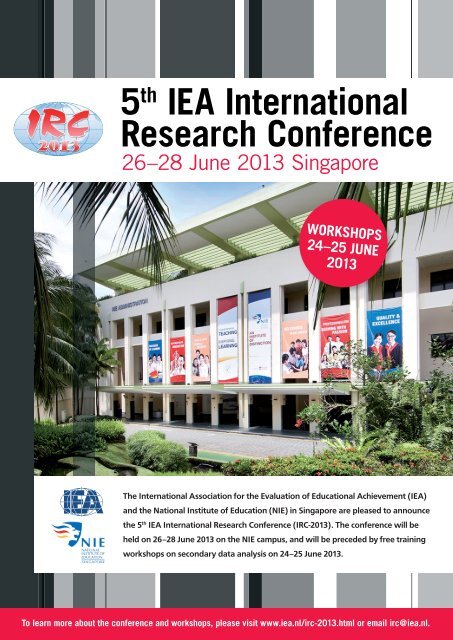 5th IEA International
Research Conference
26–28 June 2013 Singapore
IRC
2013
WORKSHOPS
24–25 JUNE
2013
NIE ADMINISTRATION
TEACHING
LEARNING
NIE
AN
INSTITUTE
OF
DISTINCTION
QUALITY &
EXCELLENCE
IEA
The International Association for the Evaluation of Educational Achievement (IEA)
and the National Institute of Education (NIE) in Singapore are pleased to announce
the 5th IEA International Research Conference (IRC-2013). The conference will be
held on 26–28 June 2013 on the NIE campus, and will be preceded by free training
workshops on secondary data analysis on 24–25 June 2013.
NIE
NATIONAL
INSTITUTE OF
EDUCATION
SINGAPORE
To learn more about the conference and workshops, please visit www.iea.nl/irc-2013.html or email irc@iea.nl.